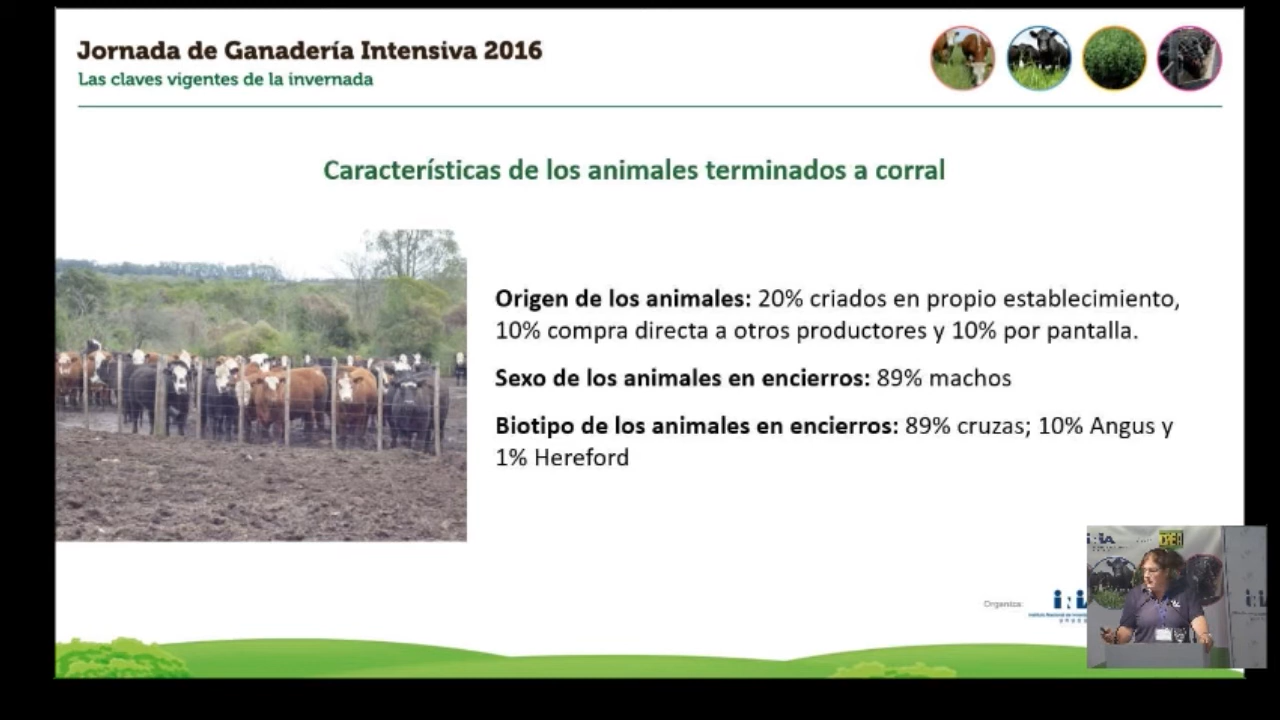 Jornada de Ganadería Intensiva 2016
Las claves vigentes de la invernada
Características de los animales terminados a corral
Origen de los animales: 20% criados en propio establecimiento,
10% compra directa a otros productores y 10% por pantalla.
Sexo de los animales en encierros: 89% machos
Biotipo de los animales en encierros: 89% cruzas; 10% Angus y
1% Hereford
Organiza: